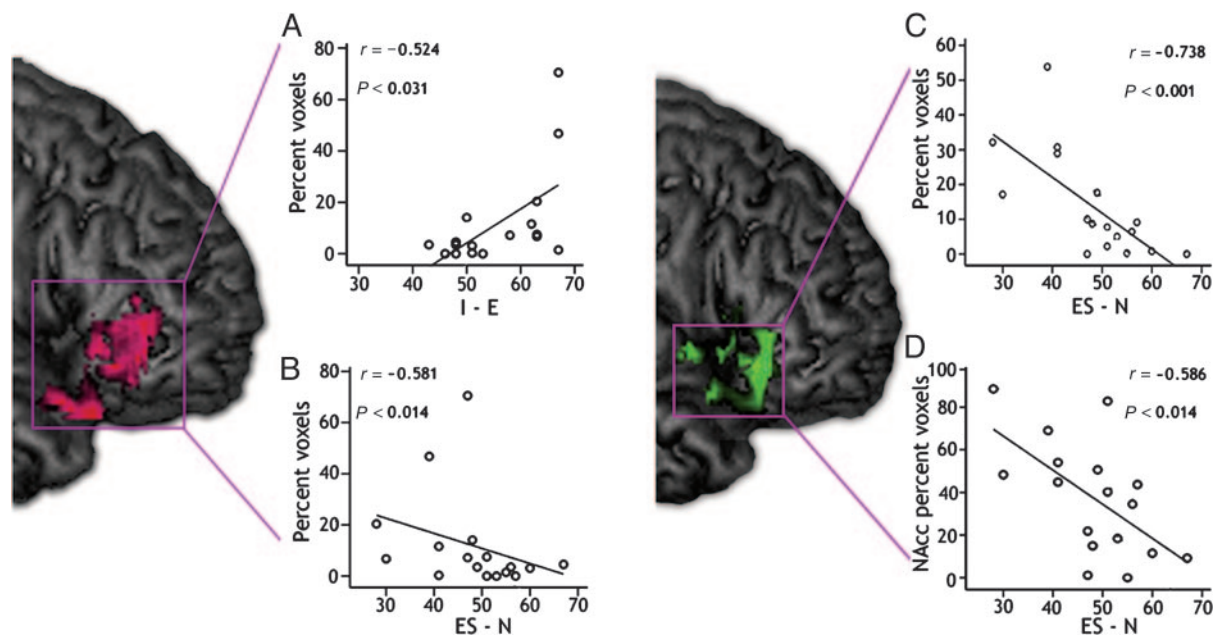 A
r = −0.524
P < 0.031
Percent voxels
80
60
40
20
0
30 40 50 60 70
I - E
B
r = −0.581
P < 0.014
Percent voxels
80
60
40
20
0
30 40 50 60 70
ES - N
C
r = −0.738
P < 0.001
Percent voxels
60
50
40
30
20
10
0
30 40 50 60 70
ES - N
D
r = −0.586
P < 0.014
NAcc percent voxels
100
80
60
40
20
0
30 40 50 60 70
ES - N